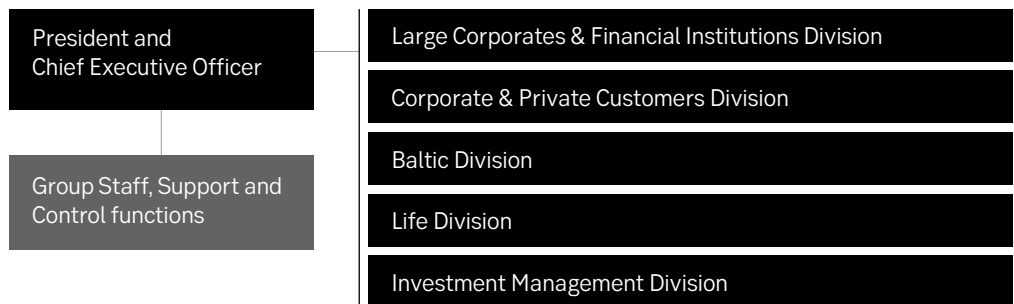 President and
Chief Executive Officer
Group Staff, Support and
Control functions
Large Corporates & Financial Institutions Division
Corporate & Private Customers Division
Baltic Division
Life Division
Investment Management Division